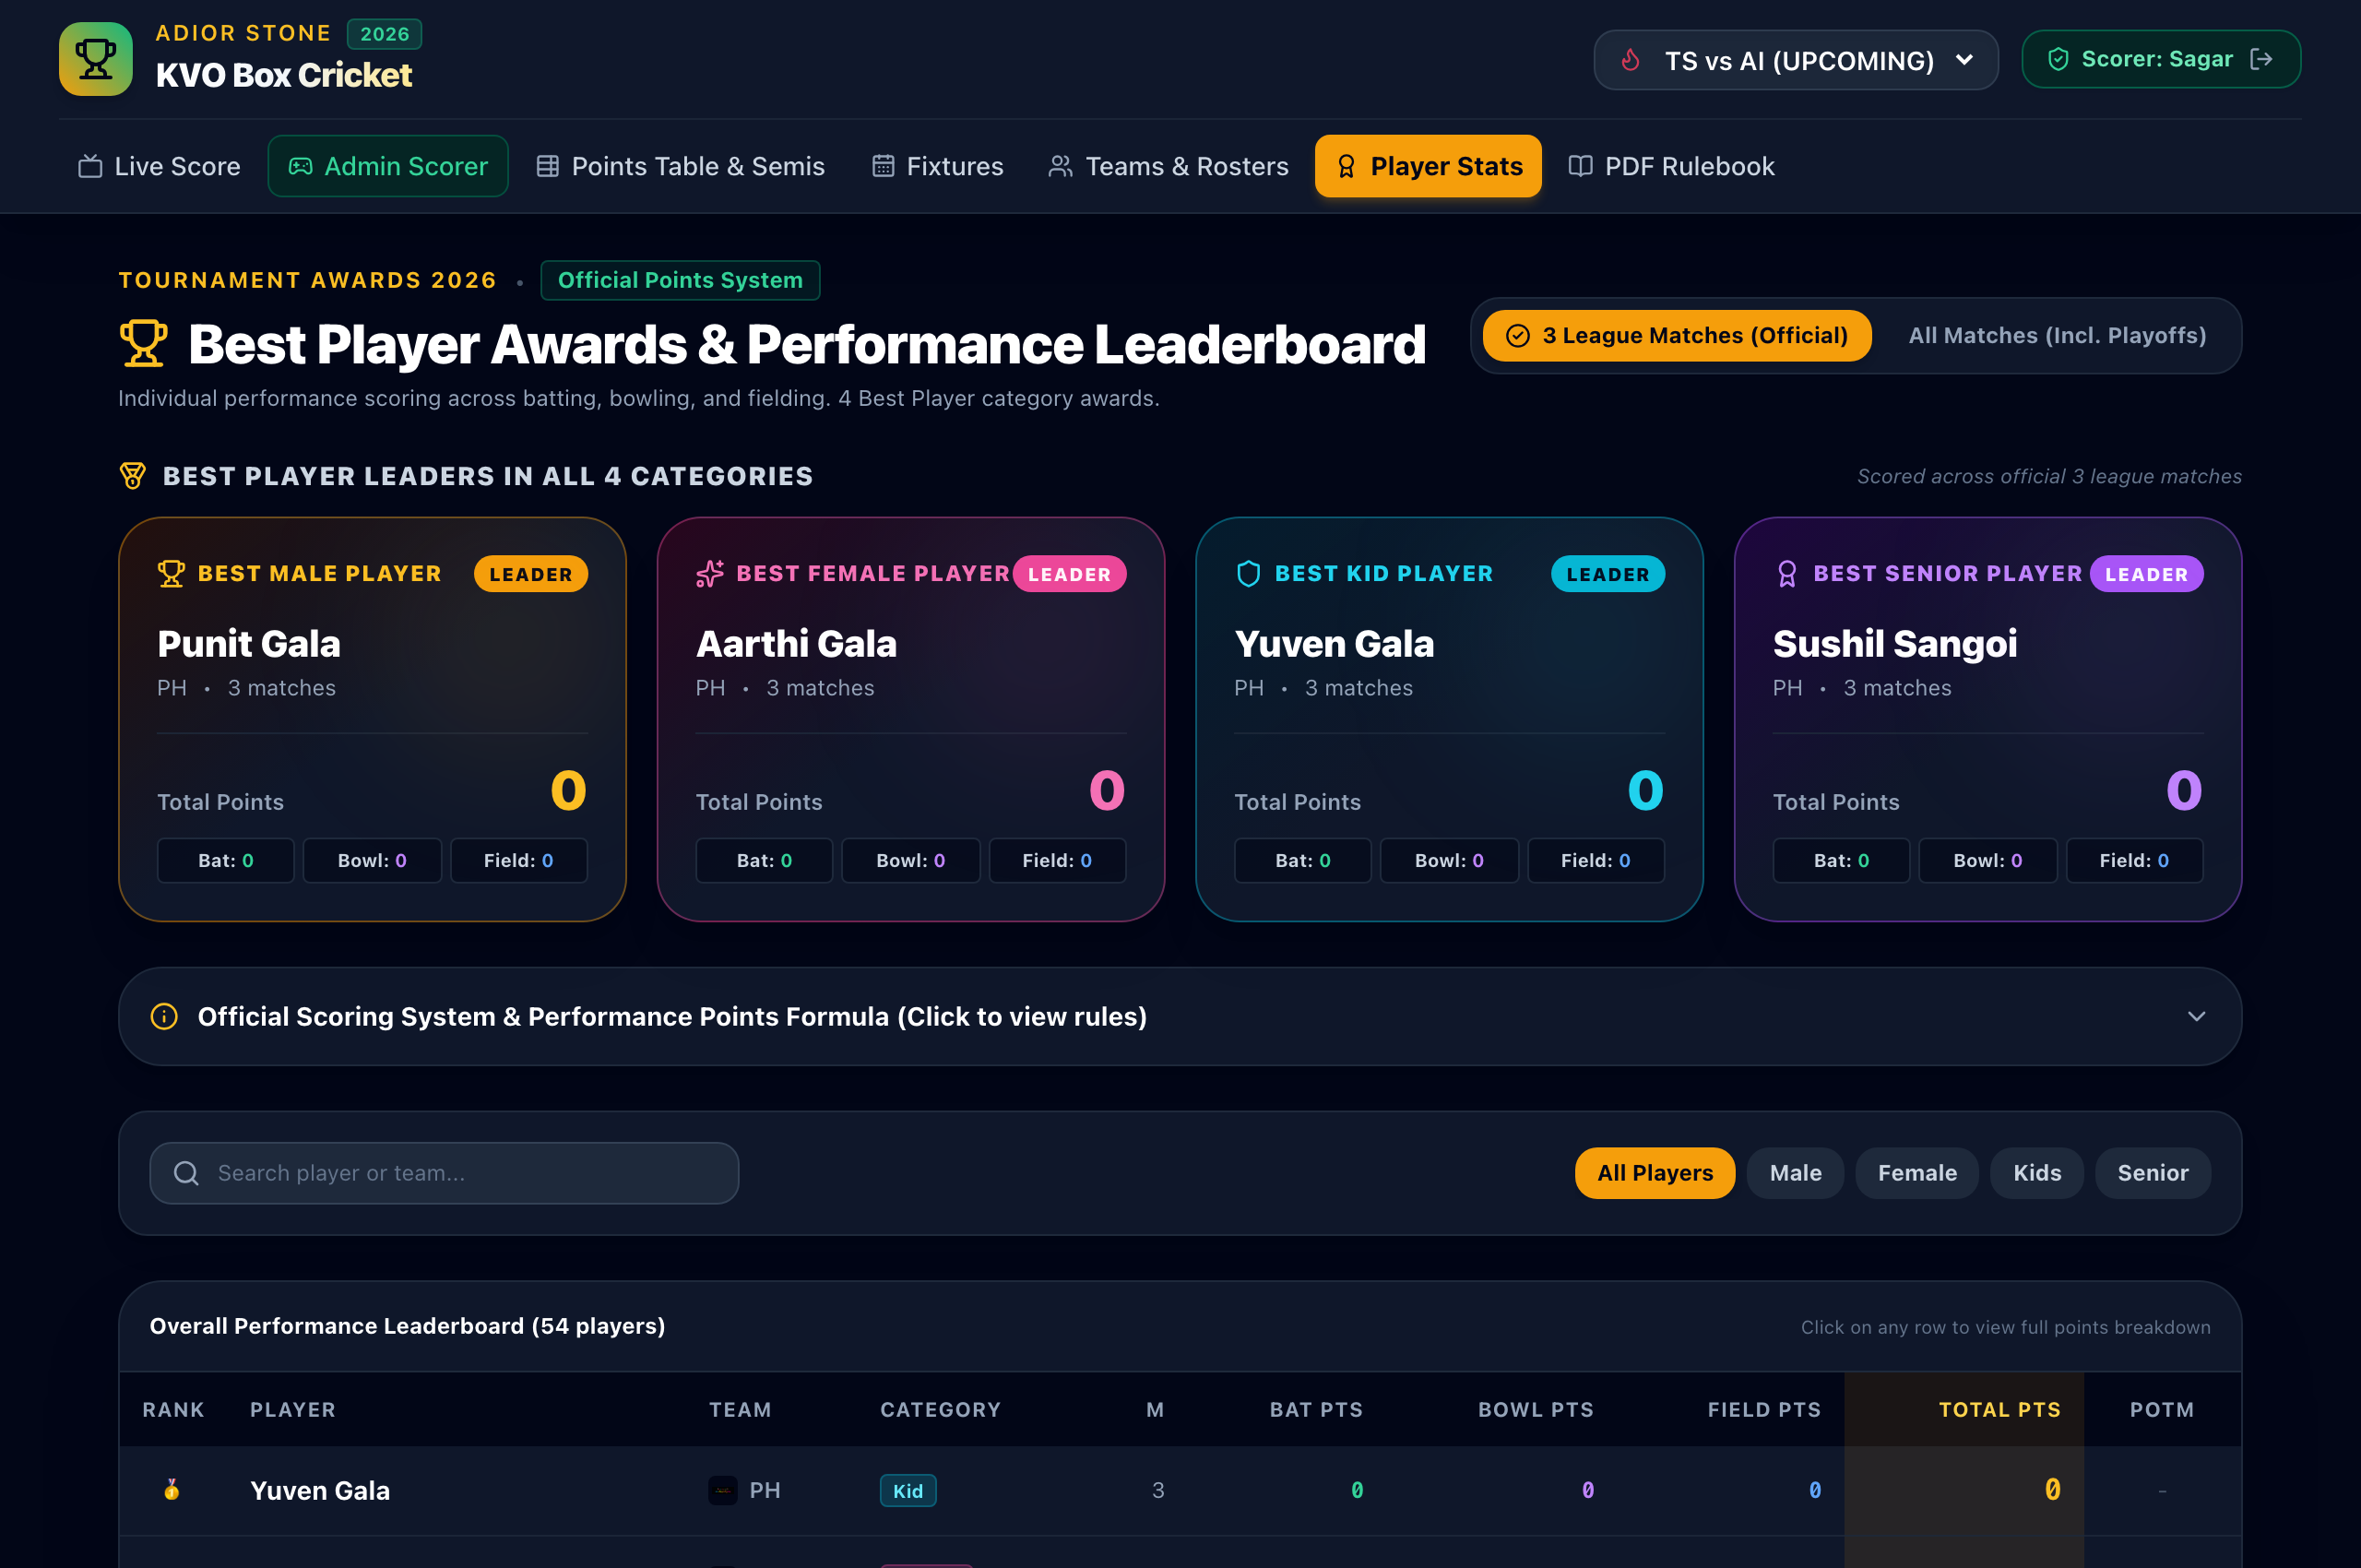 ADIOR STONE 2026
KVO Box Cricket
TS vs AI (UPCOMING)
Scorer: Sagar
Live Score
Admin Scorer
Points Table & Semis
Fixtures
Teams & Rosters
Player Stats
PDF Rulebook
TOURNAMENT AWARDS 2026 • Official Points System
Best Player Awards & Performance Leaderboard
Individual performance scoring across batting, bowling, and fielding. 4 Best Player category awards.
3 League Matches (Official)
All Matches (Incl. Playoffs)
BEST PLAYER LEADERS IN ALL 4 CATEGORIES
Scored across official 3 league matches
BEST MALE PLAYER LEADER
Punit Gala
PH • 3 matches
Total Points 0
Bat: 0 Bowl: 0 Field: 0
BEST FEMALE PLAYER LEADER
Aarthi Gala
PH • 3 matches
Total Points 0
Bat: 0 Bowl: 0 Field: 0
BEST KID PLAYER LEADER
Yuven Gala
PH • 3 matches
Total Points 0
Bat: 0 Bowl: 0 Field: 0
BEST SENIOR PLAYER LEADER
Sushil Sangoi
PH • 3 matches
Total Points 0
Bat: 0 Bowl: 0 Field: 0
Official Scoring System & Performance Points Formula (Click to view rules)
Search player or team...
All Players Male Female Kids Senior
Overall Performance Leaderboard (54 players)
Click on any row to view full points breakdown
RANK PLAYER TEAM CATEGORY M BAT PTS BOWL PTS FIELD PTS TOTAL PTS POTM
1 Yuven Gala PH Kid 3 0 0 0 0 -